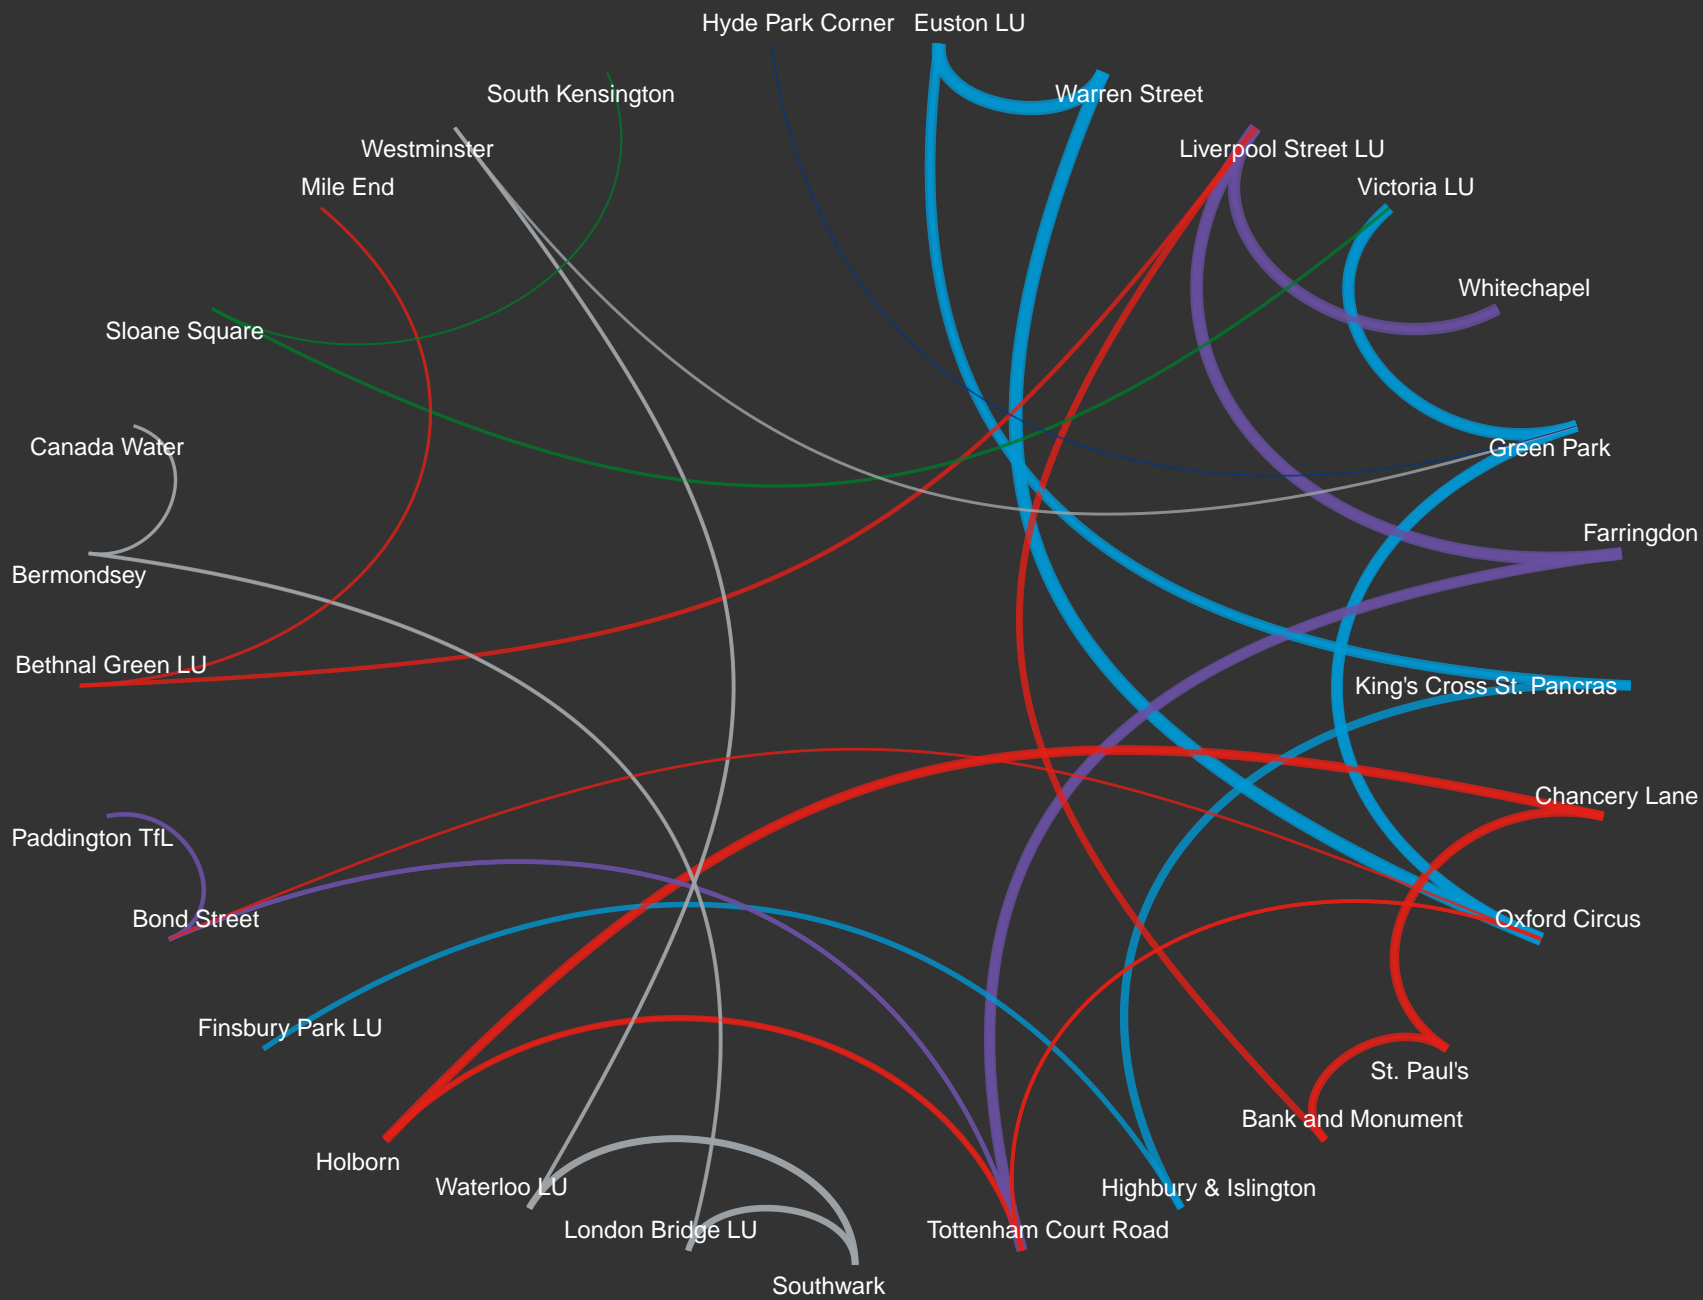 Hyde Park Corner
Euston LU
South Kensington
Warren Street
Westminster
Liverpool Street LU
Mile End
Victoria LU
Whitechapel
Sloane Square
Canada Water
Green Park
Farringdon
Bermondsey
Bethnal Green LU
King's Cross St. Pancras
Chancery Lane
Paddington TfL
Bond Street
Oxford Circus
Finsbury Park LU
St. Paul's
Bank and Monument
Holborn
Waterloo LU
Highbury & Islington
London Bridge LU
Tottenham Court Road
Southwark